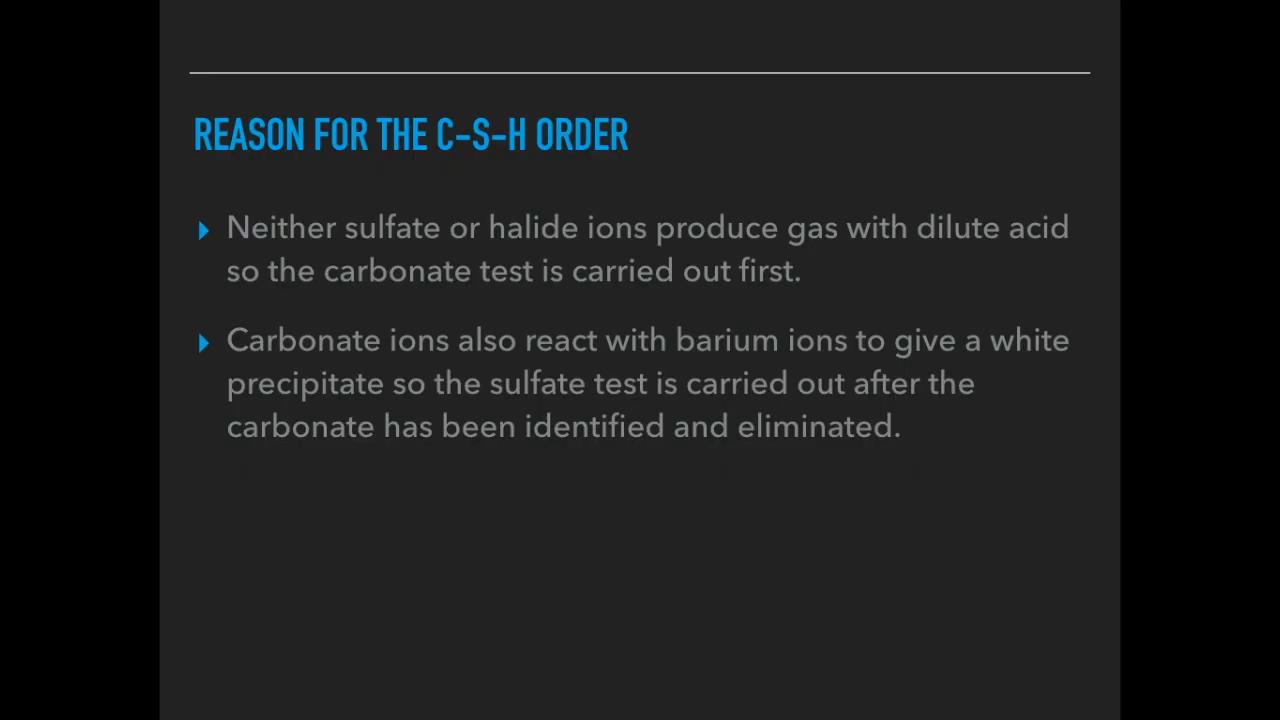 REASON FOR THE C-S-H ORDER
Neither sulfate or halide ions produce gas with dilute acid
so the carbonate test is carried out first.
Carbonate ions also react with barium ions to give a white
precipitate so the sulfate test is carried out after the
carbonate has been identified and eliminated.